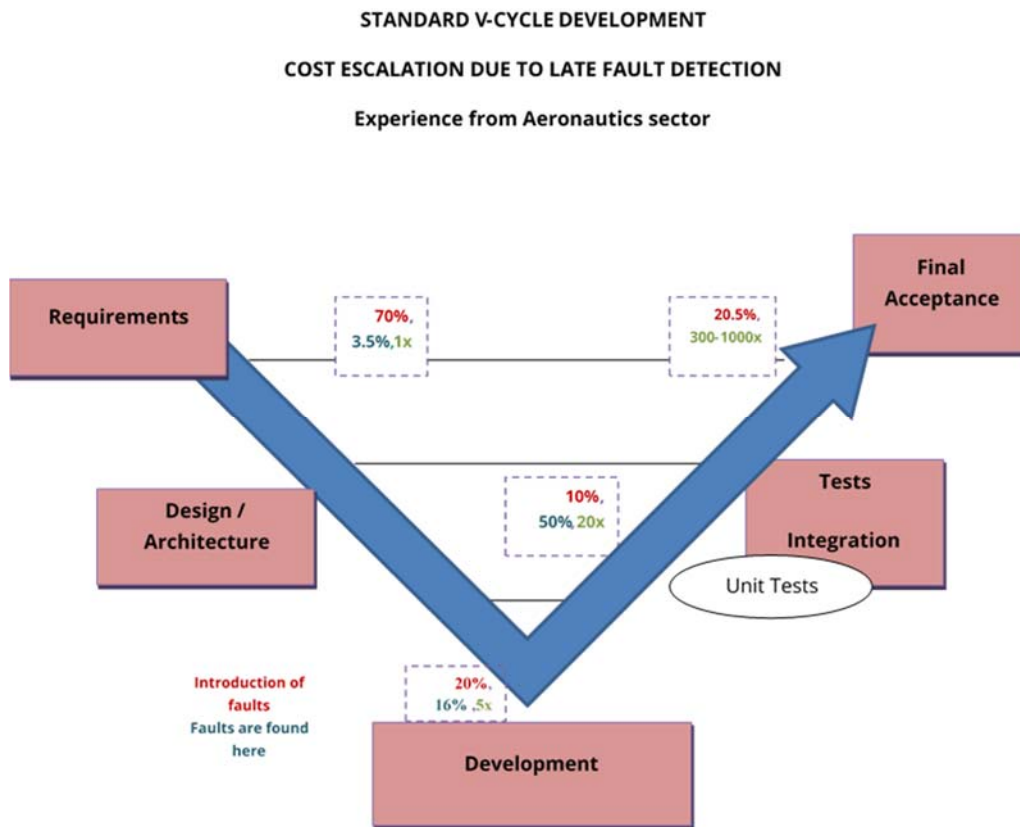 STANDARD V-CYCLE DEVELOPMENT
COST ESCALATION DUE TO LATE FAULT DETECTION
Experience from Aeronautics sector
Final
Acceptance
Requirements
70%,
3.5%,1x
20.5%,
300-1000x
Design /
Architecture
10%,
50%,20x
Tests
Integration
Unit Tests
Introduction of
faults
Faults are found
here
20%,
16% ,5x
Development